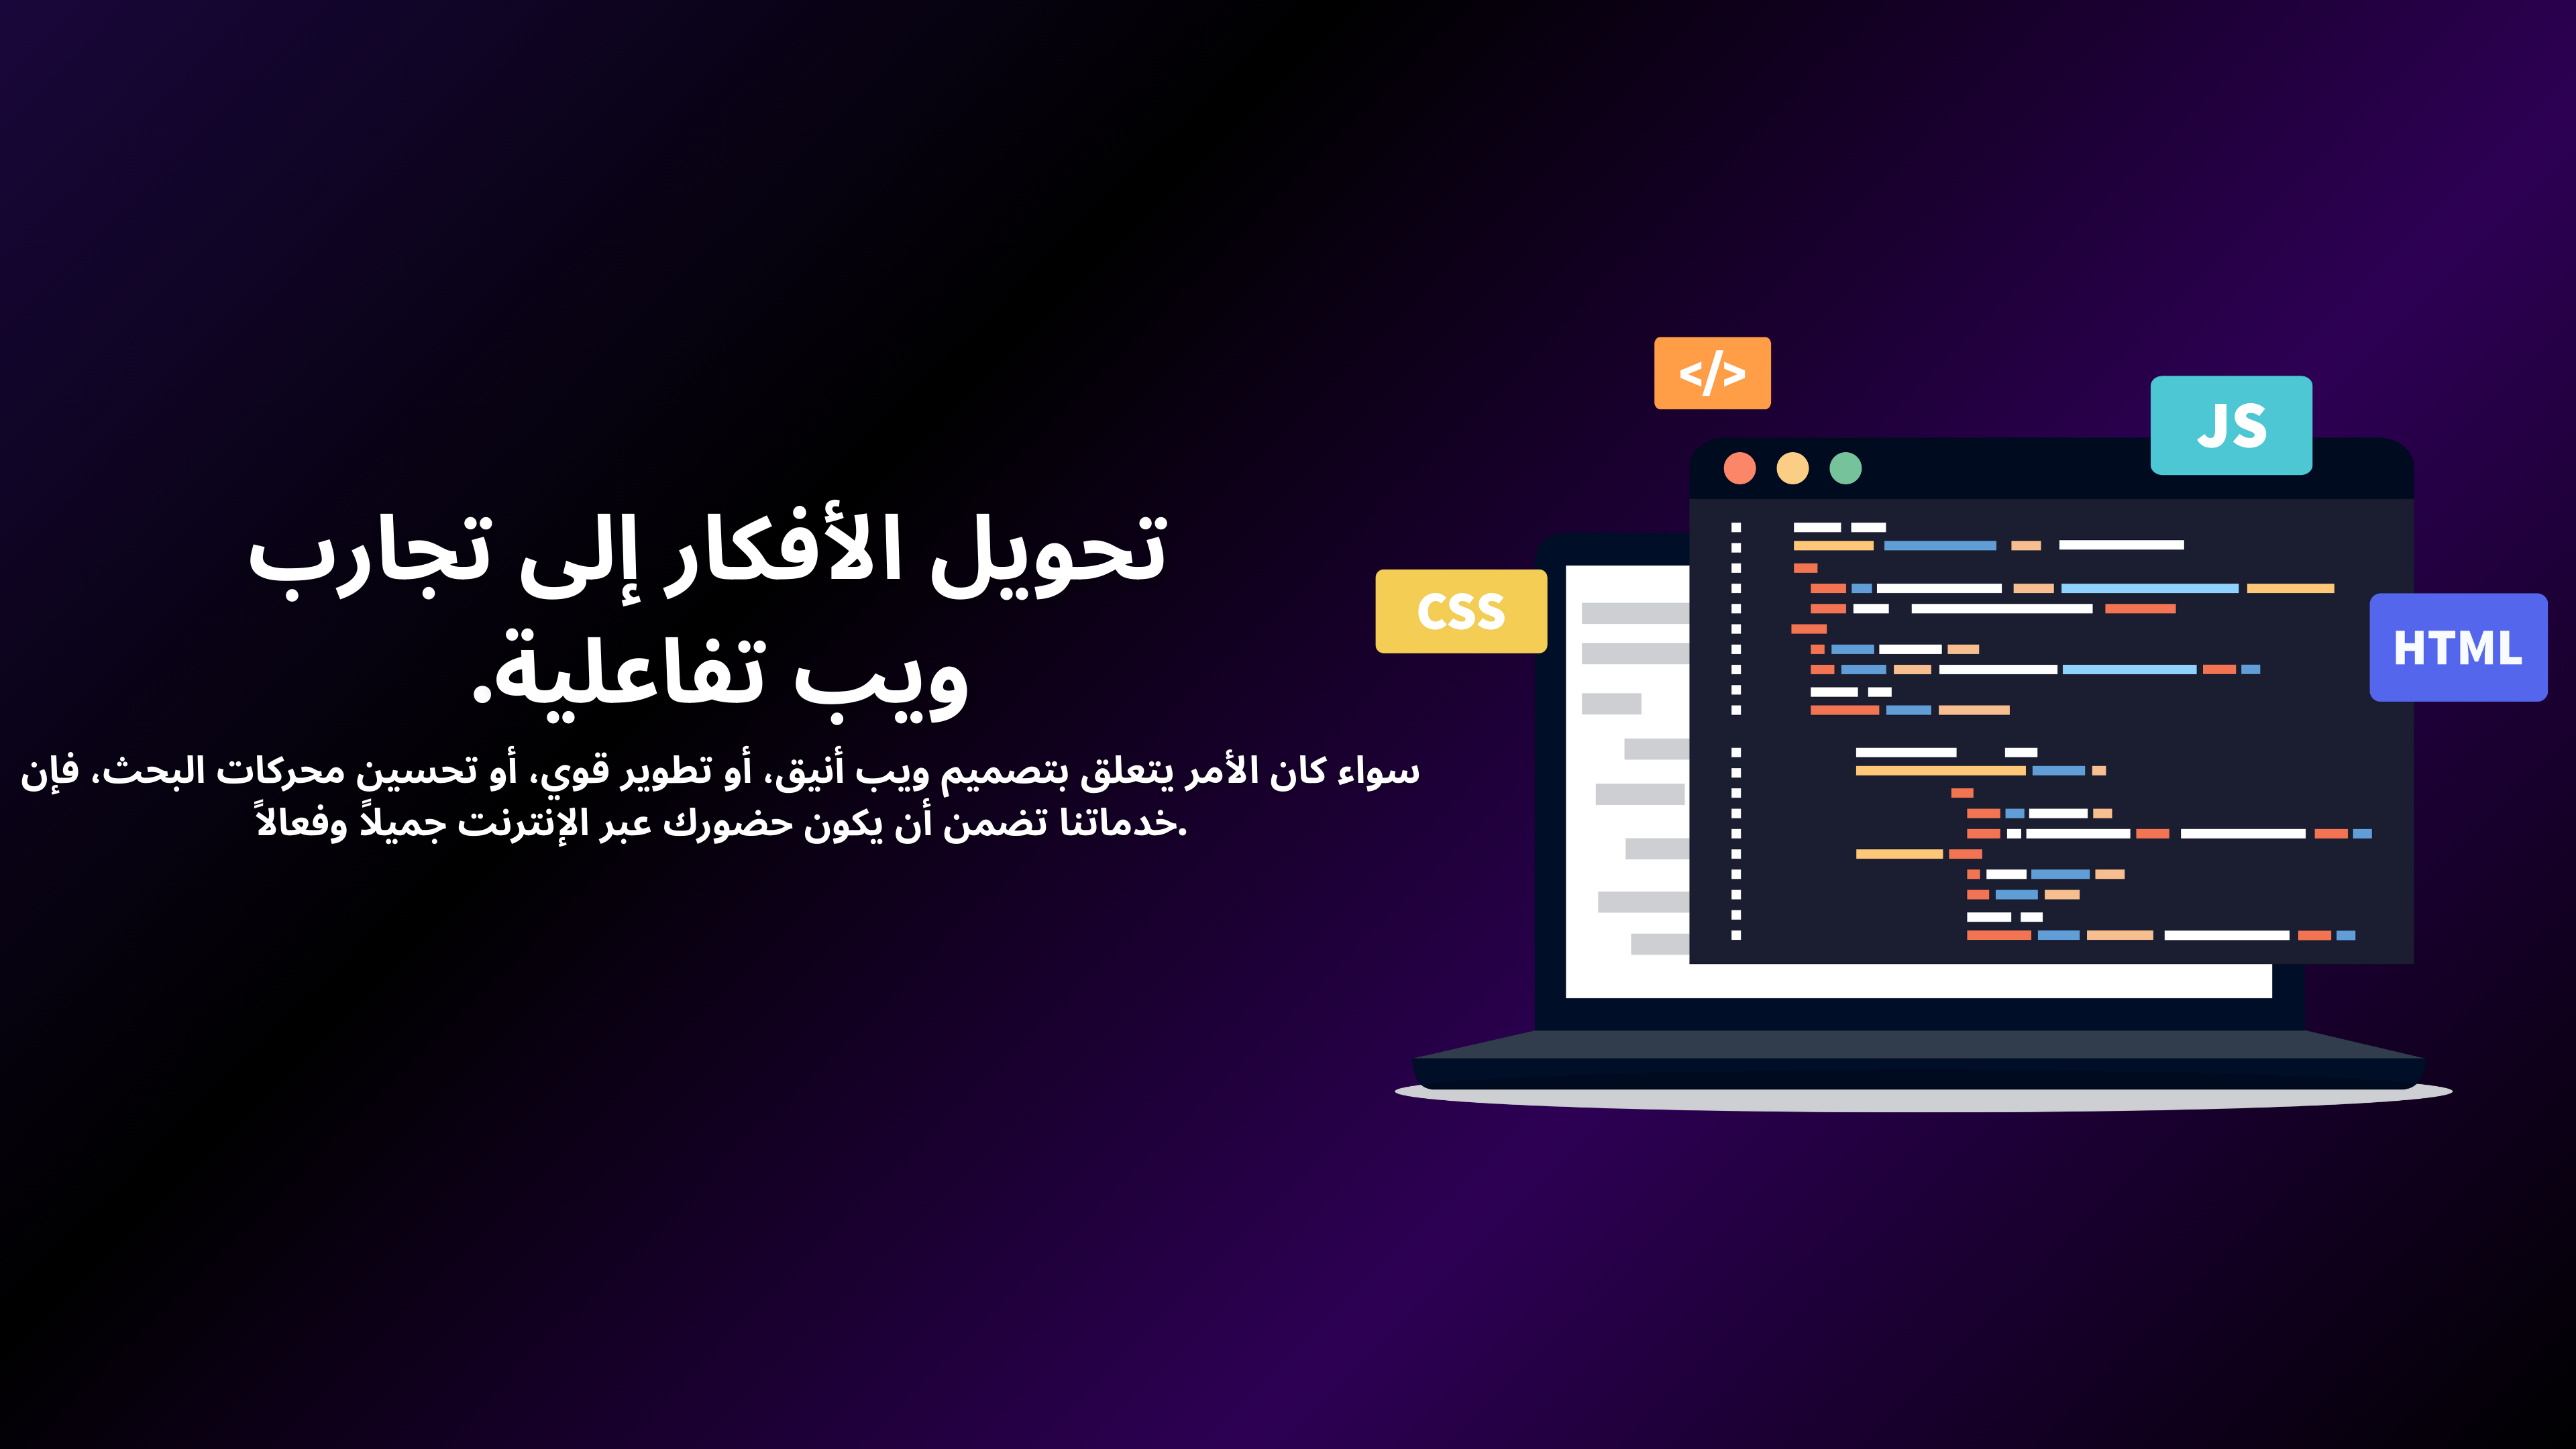 تحويل الأفكار إلى تجارب
ويب تفاعلية.
سواء كان الأمر يتعلق بتصميم ويب أنيق، أو تطوير قوي، أو تحسين محركات البحث، فإن
.خدماتنا تضمن أن يكون حضورك عبر الإنترنت جميلاً وفعالاً
</>
JS
CSS
HTML